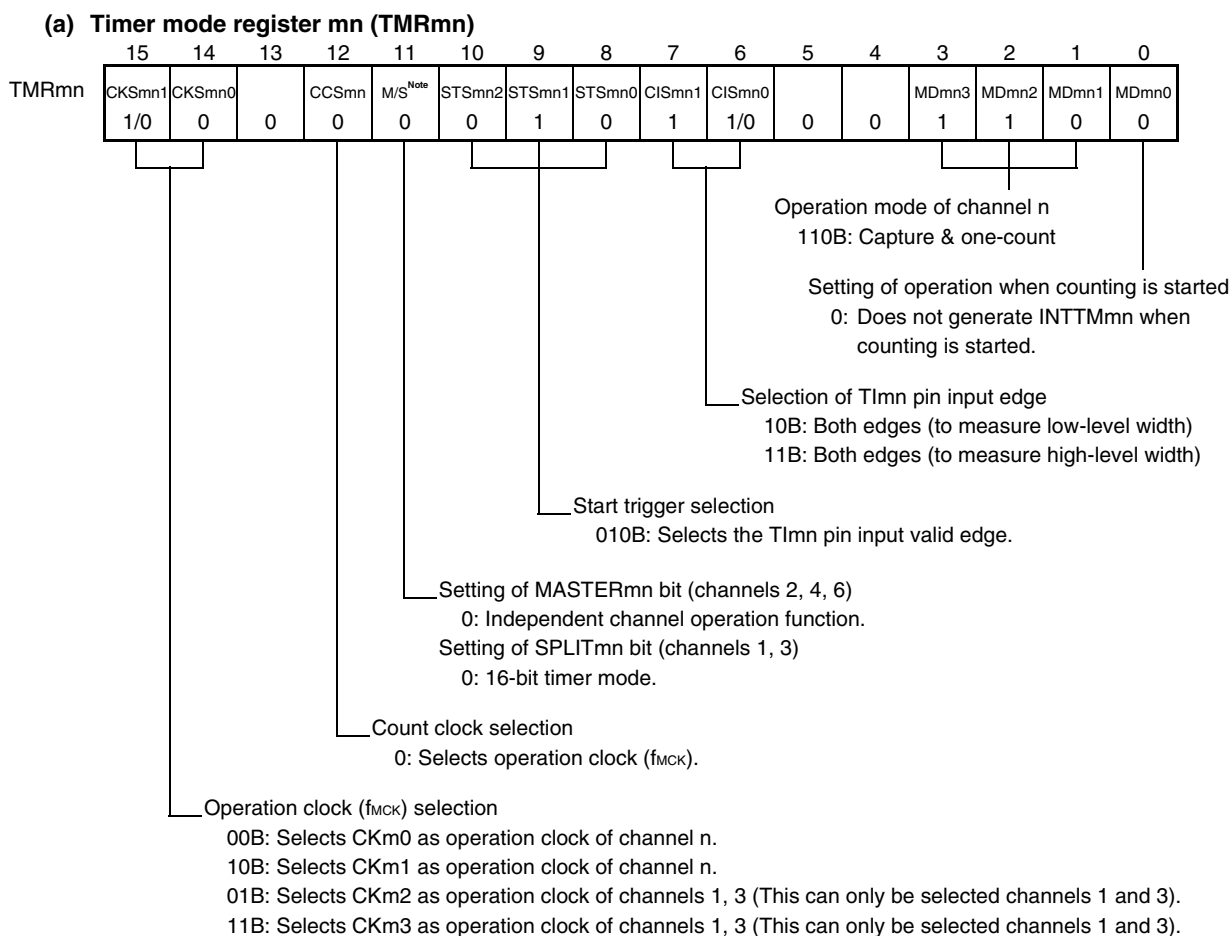 (a) Timer mode register mn (TMRmn)
15 14 13 12 11 10 9 8 7 6 5 4 3 2 1 0
TMRmn CKSmn1 CKSmn0 CCSmn M/S Note STSmn2 STSmn1 STSmn0 CISmn1 CISmn0 MDmn3 MDmn2 MDmn1 MDmn0
1/0 0 0 0 0 0 1 0 1 1/0 0 0 1 1 0 0
Operation mode of channel n
110B: Capture & one-count
Setting of operation when counting is started
0: Does not generate INTTMmn when
counting is started.
Selection of TImn pin input edge
10B: Both edges (to measure low-level width)
11B: Both edges (to measure high-level width)
Start trigger selection
010B: Selects the TImn pin input valid edge.
Setting of MASTERmn bit (channels 2, 4, 6)
0: Independent channel operation function.
Setting of SPLITmn bit (channels 1, 3)
0: 16-bit timer mode.
Count clock selection
0: Selects operation clock (fMCK).
Operation clock (fMCK) selection
00B: Selects CKm0 as operation clock of channel n.
10B: Selects CKm1 as operation clock of channel n.
01B: Selects CKm2 as operation clock of channels 1, 3 (This can only be selected channels 1 and 3).
11B: Selects CKm3 as operation clock of channels 1, 3 (This can only be selected channels 1 and 3).